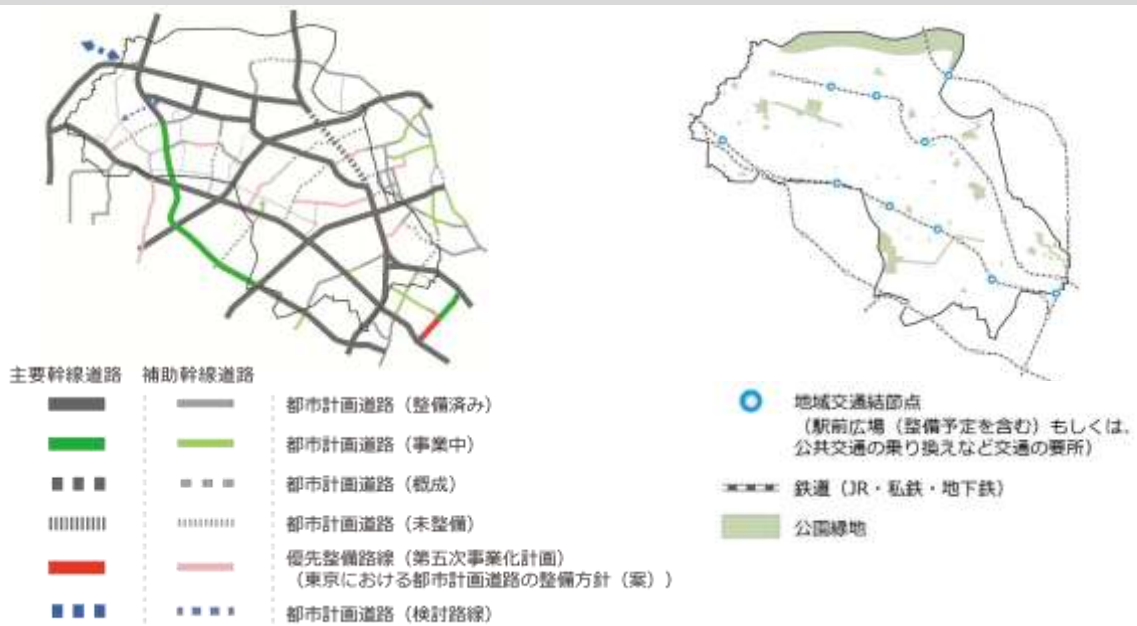 主要幹線道路 補助幹線道路
都市計画道路（整備済み）
都市計画道路（事業中）
都市計画道路（概成）
都市計画道路（未整備）
優先整備路線（第五次事業化計画）
（東京における都市計画道路の整備方針（案））
都市計画道路（検討路線）
地域交通結節点
（駅前広場（整備予定を含む）もしくは、
公共交通の乗り換えなど交通の要所）
鉄道（JR・私鉄・地下鉄）
公園緑地